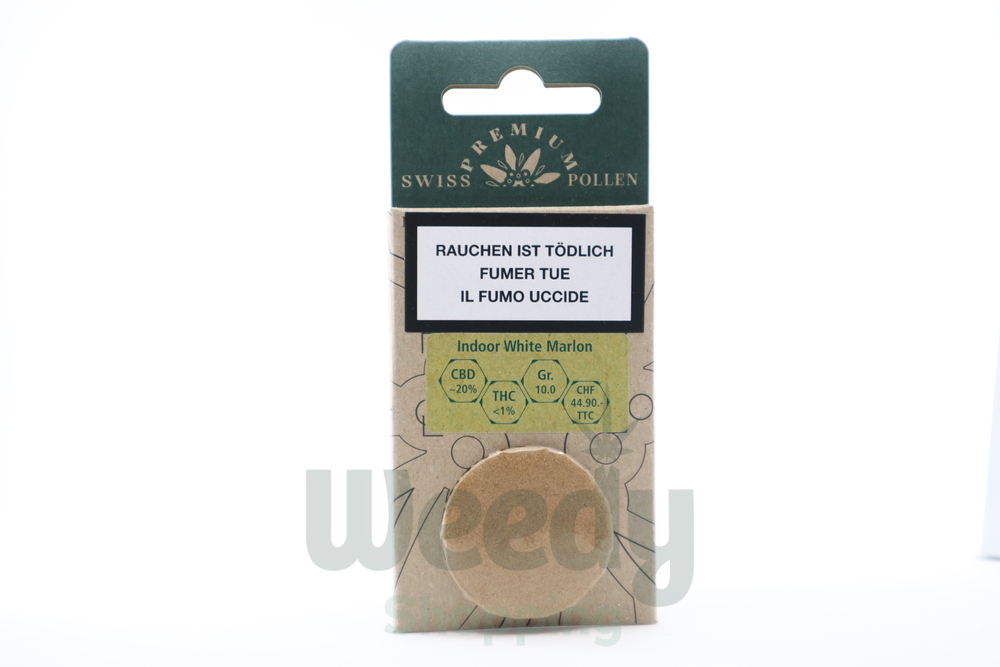 PREMIUM
SWISS POLLEN
RAUCHEN IST TÖDLICH
FUMER TUE
IL FUMO UCCIDE
Indoor White Marlon
CBD
~20%
THC
<1%
Gr.
10.0
CHF
44.90.-
TTC
weedy
Shopping